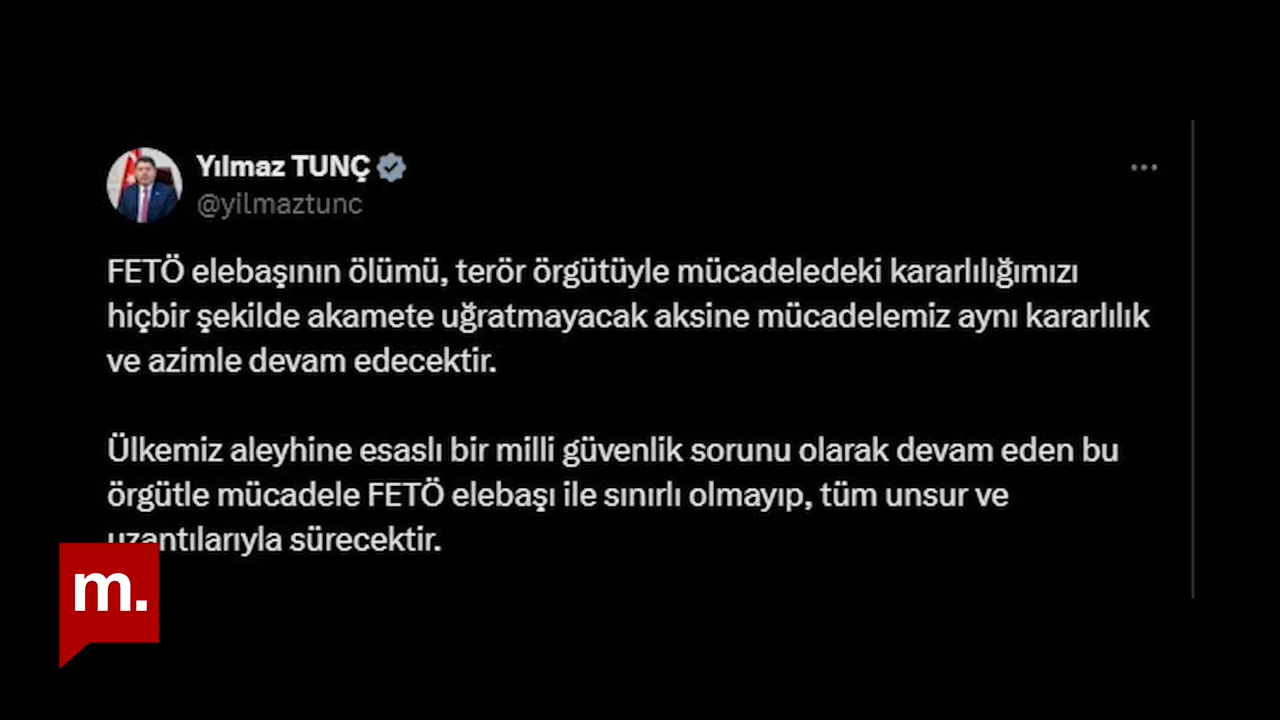 Yılmaz TUNÇ
@yilmaztunc
FETÖ elebaşının ölümü, terör örgütüyle mücadeledeki kararlılığımızı
hiçbir şekilde akamete uğratmayacak aksine mücadelemiz aynı kararlılık
ve azimle devam edecektir.
Ülkemiz aleyhine esaslı bir milli güvenlik sorunu olarak devam eden bu
örgütle mücadele FETÖ elebaşı ile sınırlı olmayıp, tüm unsur ve
uzantılarıyla sürecektir.
m.